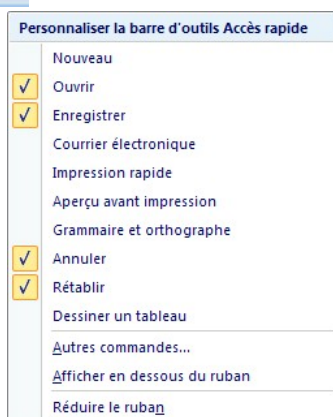 Personnaliser la barre d'outils Accès rapide
Nouveau
Ouvrir
Enregistrer
Courrier électronique
Impression rapide
Aperçu avant impression
Grammaire et orthographe
Annuler
Rétablir
Dessiner un tableau
Autres commandes...
Afficher en dessous du ruban
Réduire le ruban